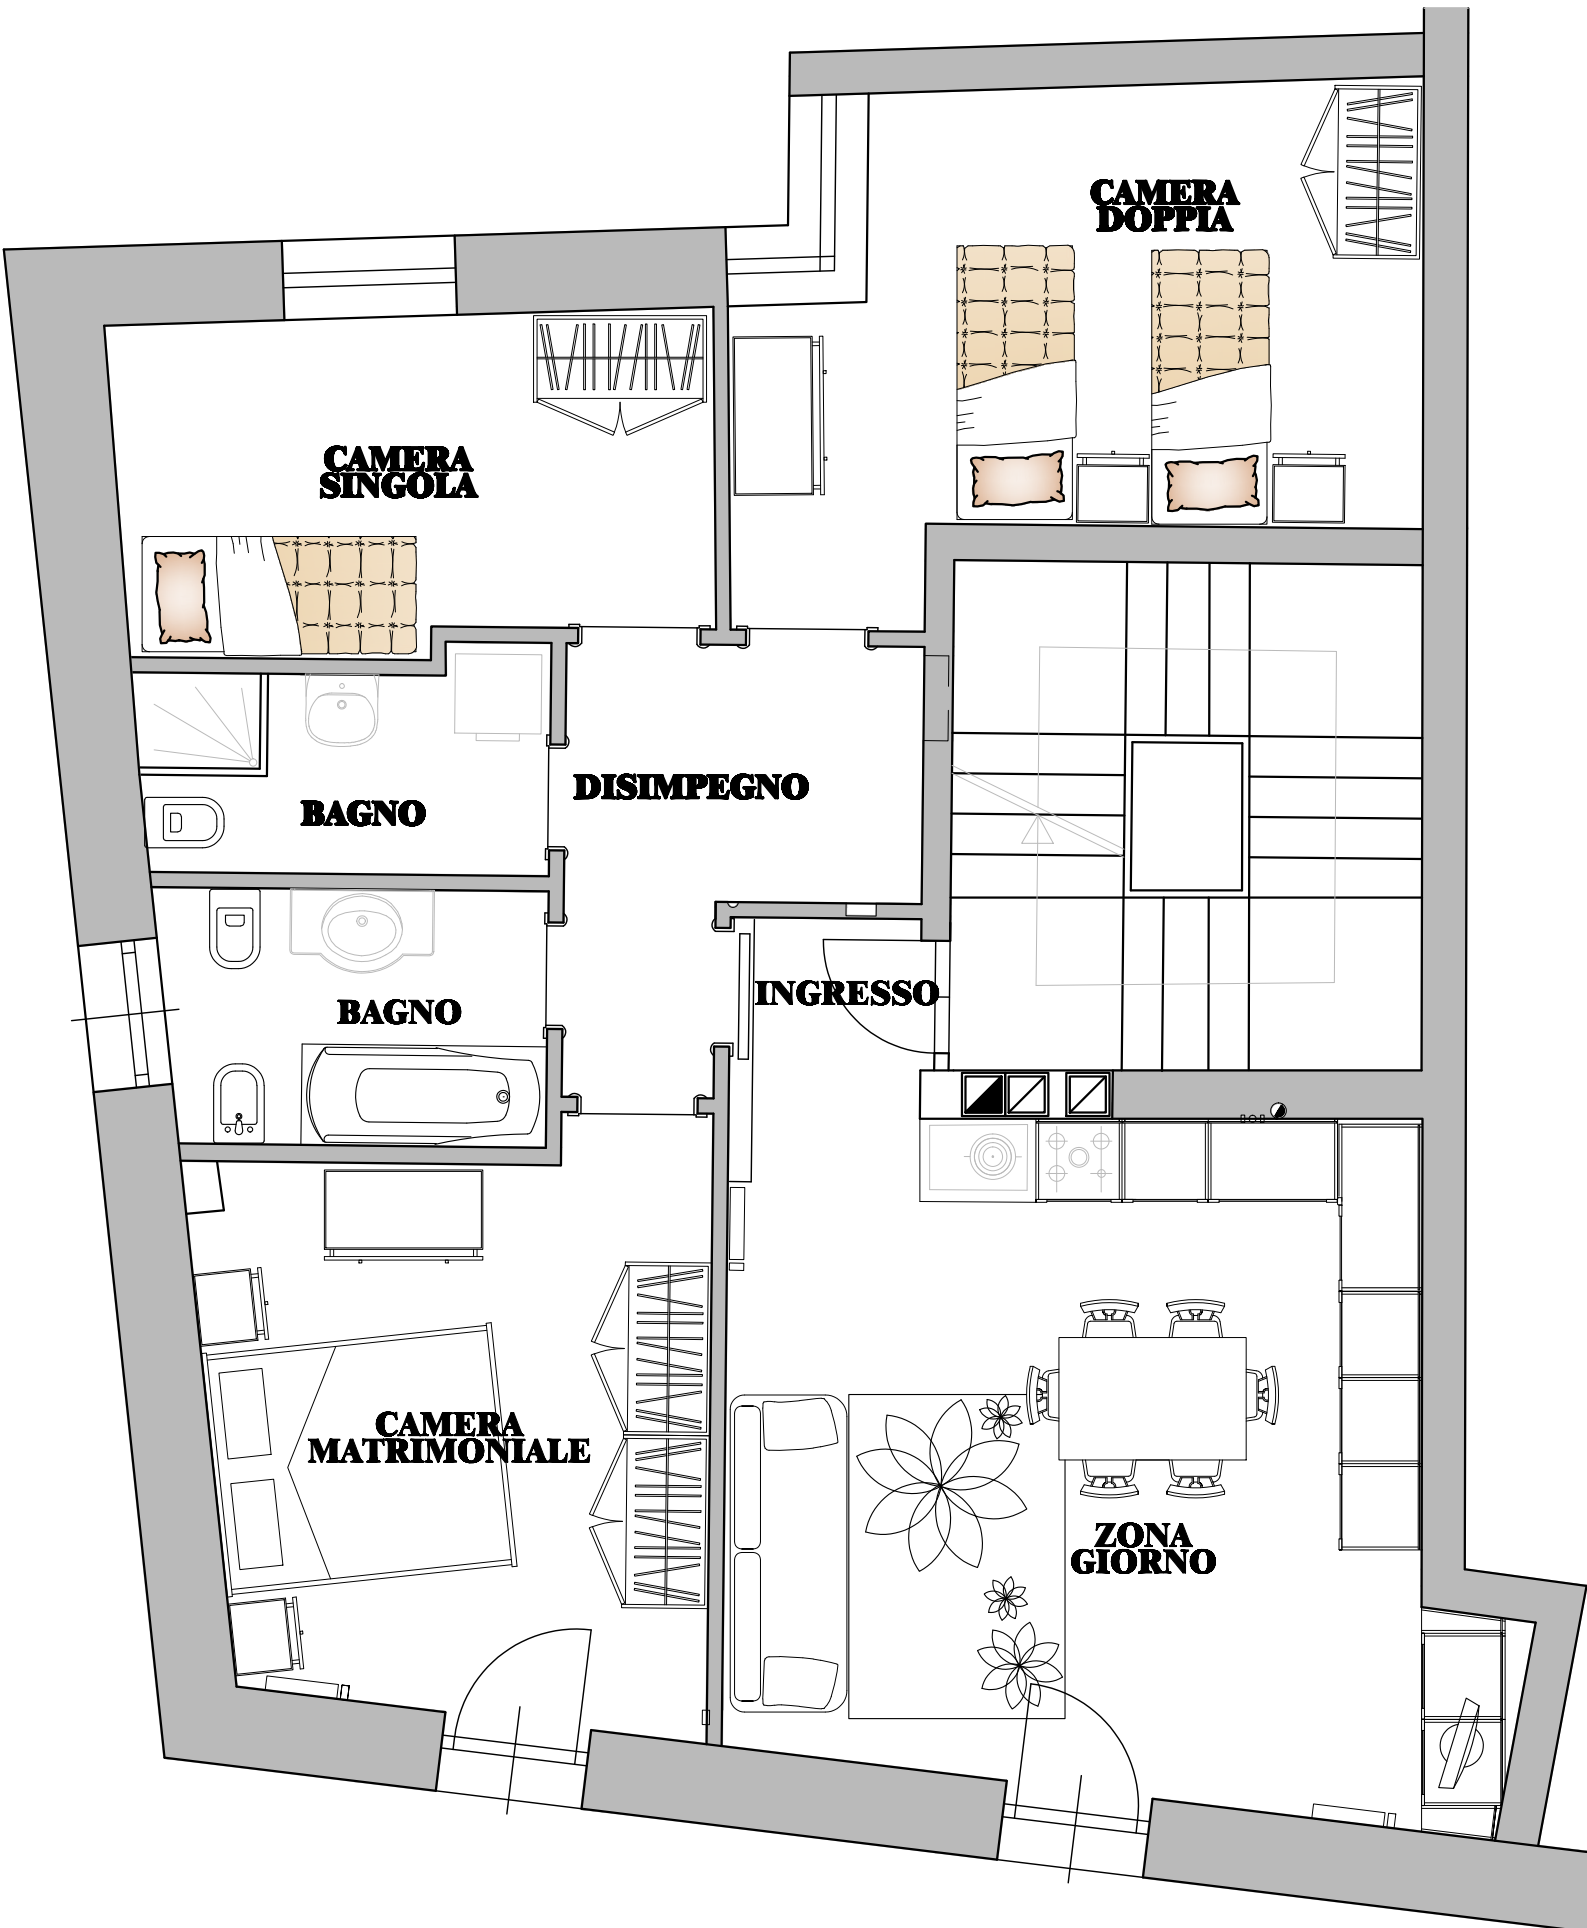 CAMERA
DOPPIA
CAMERA
SINGOLA
DISIMPEGNO
BAGNO
INGRESSO
BAGNO
CAMERA
MATRIMONIALE
ZONA
GIORNO